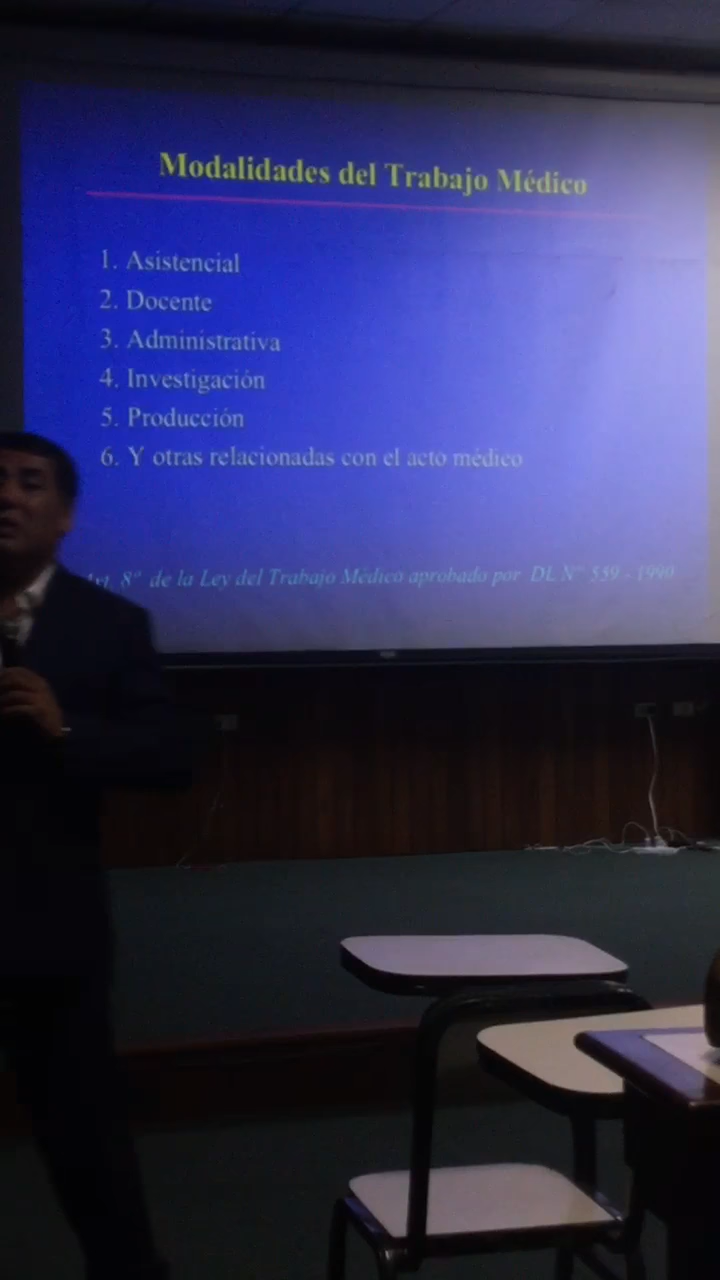 Modalidades del Trabajo Médico
1. Asistencial
2. Docente
3. Administrativa
4. Investigación
5. Producción
6. Y otras relacionadas con el acto médico
8° de la Ley del Trabajo Médico aprobado por DL N° 559 - 1990